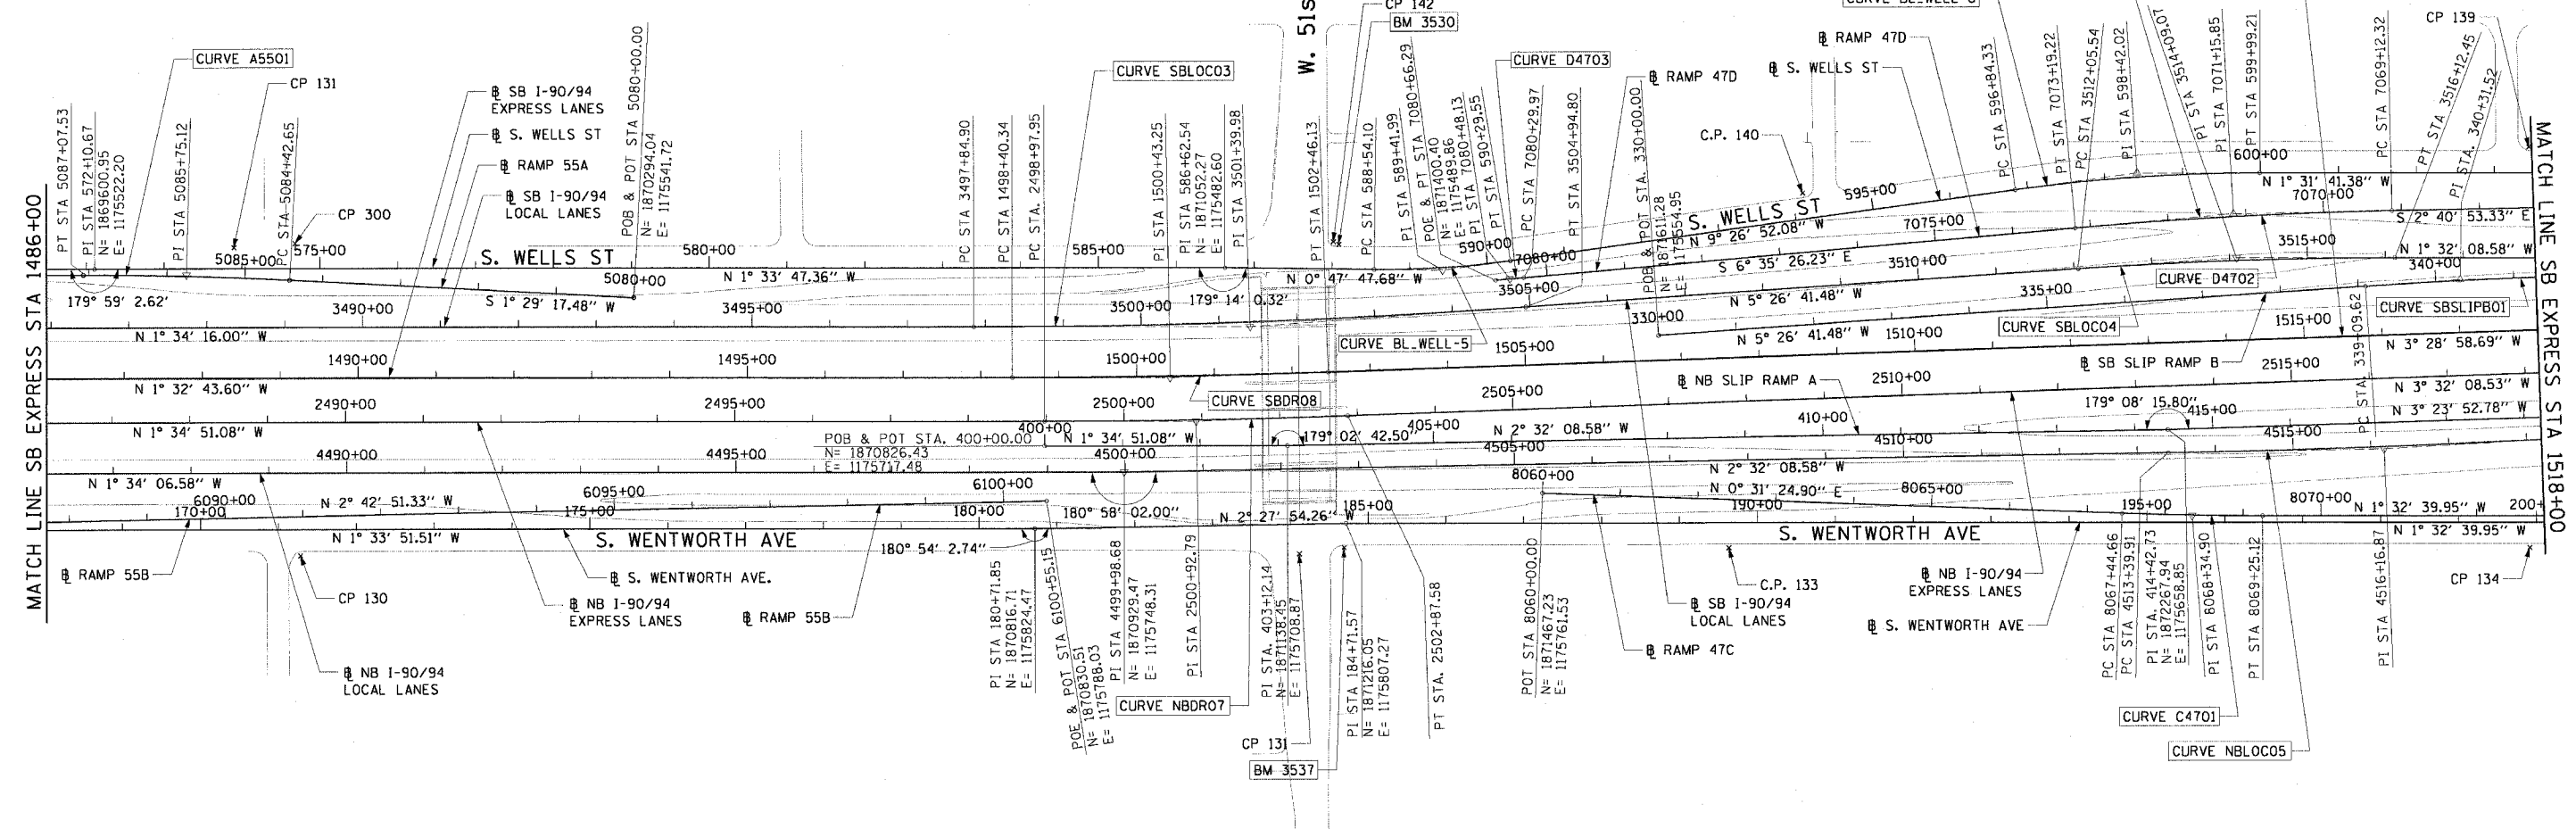 MATCH LINE SB EXPRESS STA 1486+00
PT STA 5087+07.53
PI STA 572+10.67
N= 1869600.95
E= 1175522.20
CURVE A5501
CP 131
PI STA 5085+75.12
PC STA 5084+42.65
CP 300
℄ SB I-90/94
EXPRESS LANES
℄ S. WELLS ST
℄ RAMP 55A
℄ SB I-90/94
LOCAL LANES
POB & POT STA 5080+00.00
N= 1870294.04
E= 1175541.72
PC STA 3497+84.90
PC STA 1498+40.34
PC STA. 2498+97.95
CURVE SBLOC03
PI STA 1500+43.25
PI STA 586+62.54
N= 1871052.27
E= 1175482.60
PI STA 3501+39.98
W. 51s
CP 142
BM 3530
PT STA 1502+46.13
PC STA 588+54.10
PI STA 589+41.99
POE & PT STA 7080+66.29
N= 1871400.40
E= 1175489.86
PI STA 7080+48.13
PT STA 590+29.55
CURVE D4703
PC STA 7080+29.97
PT STA 3504+94.80
℄ RAMP 47D
POB & POT STA. 330+00.00
N= 1871611.28
E= 1175554.95
C.P. 140
℄ RAMP 47D
℄ S. WELLS ST
PC STA 596+84.33
PT STA 7073+19.22
PC STA 3512+05.54
PI STA 598+42.02
PI STA 3514+09.07
PI STA 7071+15.85
PT STA 599+99.21
PC STA 7069+12.32
PT STA 3516+12.45
PI STA. 340+31.52
CP 139
MATCH LINE SB EXPRESS STA 1518+00
5085+00
575+00
S. WELLS ST
580+00
585+00
590+00
S. WELLS ST
595+00
600+00
N 1° 31' 41.38" W
179° 59' 2.62'
S 1° 29' 17.48" W
5080+00
N 1° 33' 47.36" W
179° 14' 0.32'
N 0° 47' 47.68" W
7080+00
N 9° 26' 52.08" W
7075+00
7070+00
S 2° 40' 53.33" E
S 6° 35' 26.23" E
3490+00
3495+00
3500+00
3505+00
N 5° 26' 41.48" W
3510+00
3515+00
N 1° 32' 08.58" W
CURVE D4702
340+00
N 1° 34' 16.00" W
330+00
335+00
N 5° 26' 41.48" W
CURVE SBLOC04
CURVE SBSLIPB01
PC STA. 339+09.62
1490+00
1495+00
1500+00
CURVE BL_WELL-5
1505+00
1510+00
1515+00
N 3° 28' 58.69" W
N 1° 32' 43.60" W
CURVE SBDR08
℄ NB SLIP RAMP A
℄ SB SLIP RAMP B
2490+00
2495+00
2500+00
2505+00
2510+00
2515+00
N 3° 32' 08.53" W
N 1° 34' 51.08" W
400+00
N 1° 34' 51.08" W
179° 02' 42.50"
405+00
N 2° 32' 08.58" W
410+00
179° 08' 15.80"
415+00
N 3° 23' 52.78" W
POB & POT STA. 400+00.00
N= 1870826.43
E= 1175717.48
4490+00
4495+00
4500+00
4505+00
4510+00
4515+00
N 2° 32' 08.58" W
N 1° 34' 06.58" W
6090+00
N 2° 42' 51.33" W
6095+00
6100+00
8060+00
N 0° 31' 24.90" E
8065+00
8070+00
N 1° 32' 39.95" W
170+00
175+00
180+00
180° 58' 02.00"
N 2° 27' 54.26" W
185+00
190+00
195+00
200+
N 1° 33' 51.51" W
S. WENTWORTH AVE
180° 54' 2.74"
S. WENTWORTH AVE
N 1° 32' 39.95" W
℄ RAMP 55B
CP 130
℄ NB I-90/94
LOCAL LANES
℄ S. WENTWORTH AVE.
℄ NB I-90/94
EXPRESS LANES
℄ RAMP 55B
PI STA 180+71.85
N= 1870816.71
E= 1175824.47
POE & POT STA 6100+55.15
N= 1870830.51
E= 1175788.03
PI STA 4499+98.68
N= 1870929.47
E= 1175748.31
PI STA 2500+92.79
CURVE NBDR07
PI STA. 403+12.14
N= 1871138.45
E= 1175708.87
CP 131
BM 3537
PI STA 184+71.57
N= 1871216.05
E= 1175807.27
PT STA. 2502+87.58
POT STA 8060+00.00
N= 1871467.23
E= 1175761.53
℄ RAMP 47C
℄ SB I-90/94
LOCAL LANES
C.P. 133
℄ NB I-90/94
EXPRESS LANES
℄ S. WENTWORTH AVE
PC STA 8067+44.66
PC STA 4513+39.91
PI STA. 414+42.73
N= 1872267.94
E= 1175658.85
PI STA 8068+34.90
PT STA 8069+25.12
CURVE C4701
CURVE NBLOC05
PI STA 4516+16.87
CP 134